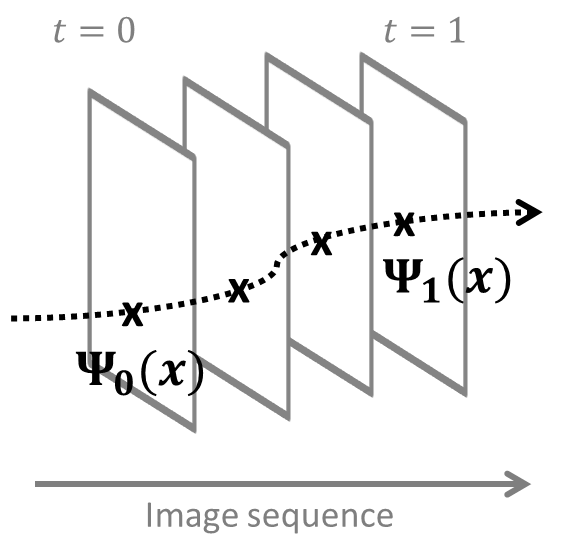 t = 0
t = 1
Ψ₁(x)
Ψ₀(x)
Image sequence